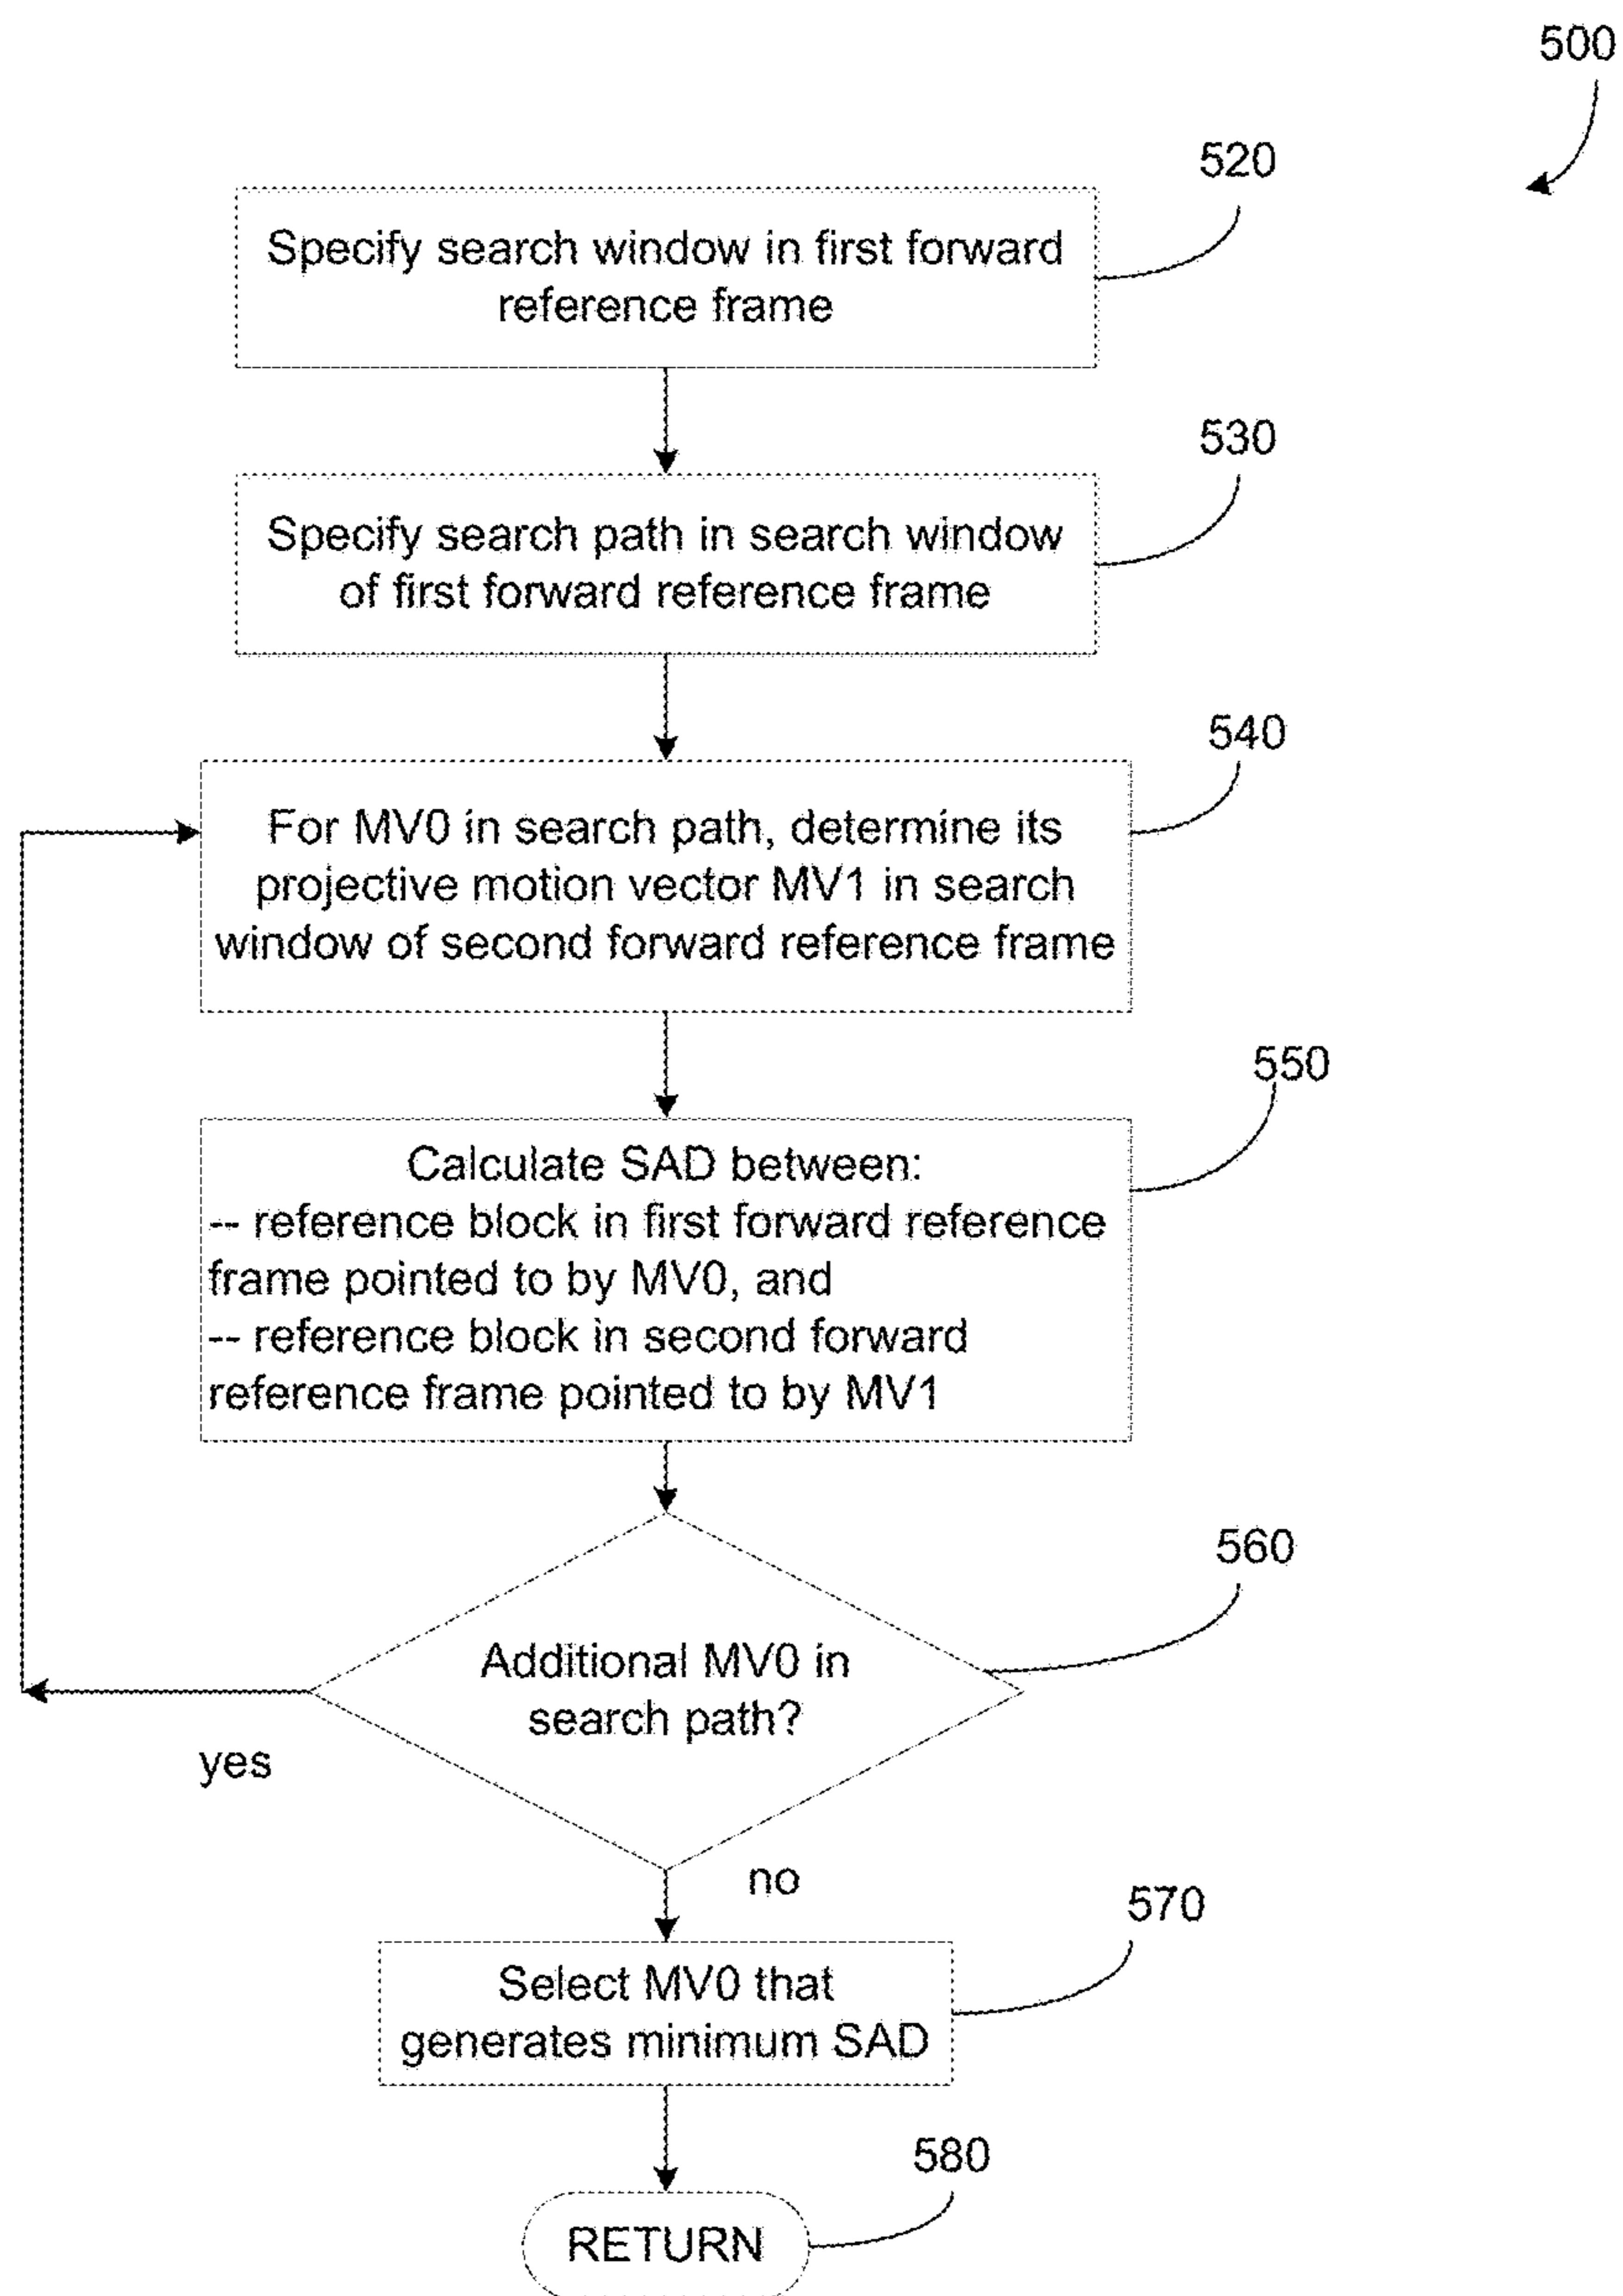 500
520
Specify search window in first forward
reference frame
530
Specify search path in search window
of first forward reference frame
540
For MV0 in search path, determine its
projective motion vector MV1 in search
window of second forward reference frame
550
Calculate SAD between:
-- reference block in first forward reference
frame pointed to by MV0, and
-- reference block in second forward
reference frame pointed to by MV1
560
Additional MV0 in
search path?
yes
no
570
Select MV0 that
generates minimum SAD
580
RETURN